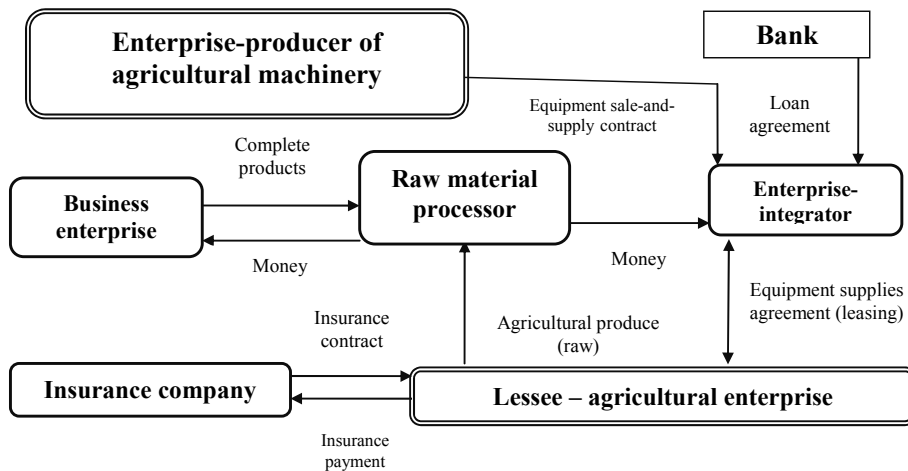 Enterprise-producer of
agricultural machinery
Bank
Equipment sale-and-
supply contract
Loan
agreement
Complete
products
Business
enterprise
Raw material
processor
Enterprise-
integrator
Money
Money
Insurance
contract
Agricultural produce
(raw)
Equipment supplies
agreement (leasing)
Insurance company
Lessee – agricultural enterprise
Insurance
payment